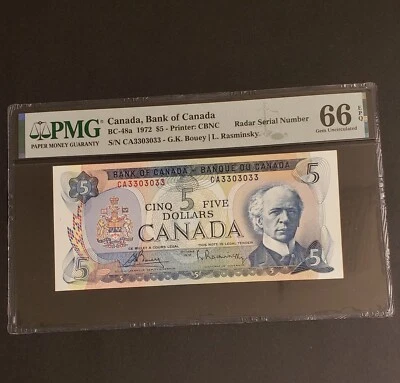 PMG
PAPER MONEY GUARANTY
Canada, Bank of Canada
BC-48a 1972 $5 - Printer: CBNC
S/N CA3303033 - G.K. Bouey | L. Rasminsky
Radar Serial Number
66 EPQ
Gem Uncirculated
BANK OF CANADA - BANQUE DU CANADA
5 CA3303033 CA3303033 5
CINQ 5 FIVE
DOLLARS
CANADA
5 5